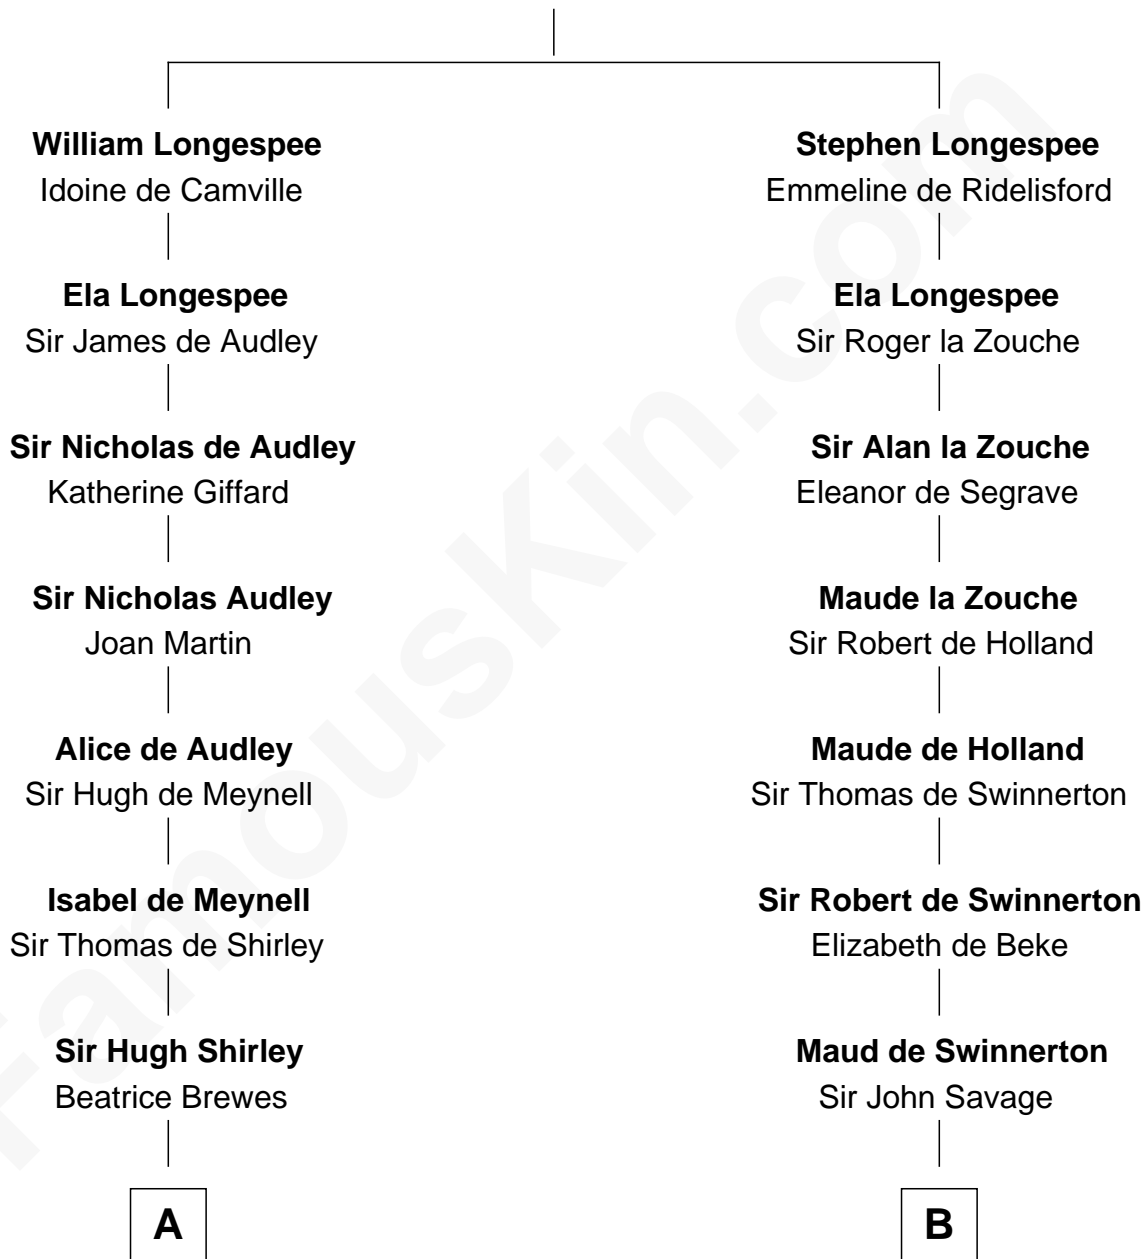 William Longespee
Idoine de Camville
Ela Longespee
Sir James de Audley
Sir Nicholas de Audley
Katherine Giffard
Sir Nicholas Audley
Joan Martin
Alice de Audley
Sir Hugh de Meynell
Isabel de Meynell
Sir Thomas de Shirley
Sir Hugh Shirley
Beatrice Brewes
A
Stephen Longespee
Emmeline de Ridelisford
Ela Longespee
Sir Roger la Zouche
Sir Alan la Zouche
Eleanor de Segrave
Maude la Zouche
Sir Robert de Holland
Maude de Holland
Sir Thomas de Swinnerton
Sir Robert de Swinnerton
Elizabeth de Beke
Maud de Swinnerton
Sir John Savage
B
FamousKin.com